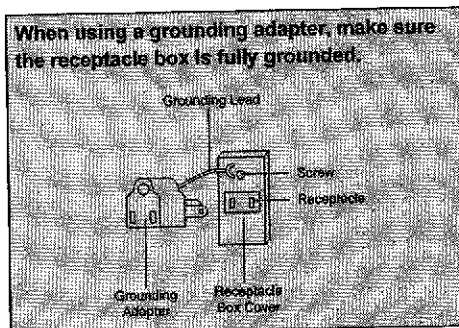 When using a grounding adapter, make sure
the receptacle box is fully grounded.
Grounding Lead
Screw
Receptacle
Grounding
Adapter
Receptacle
Box Cover